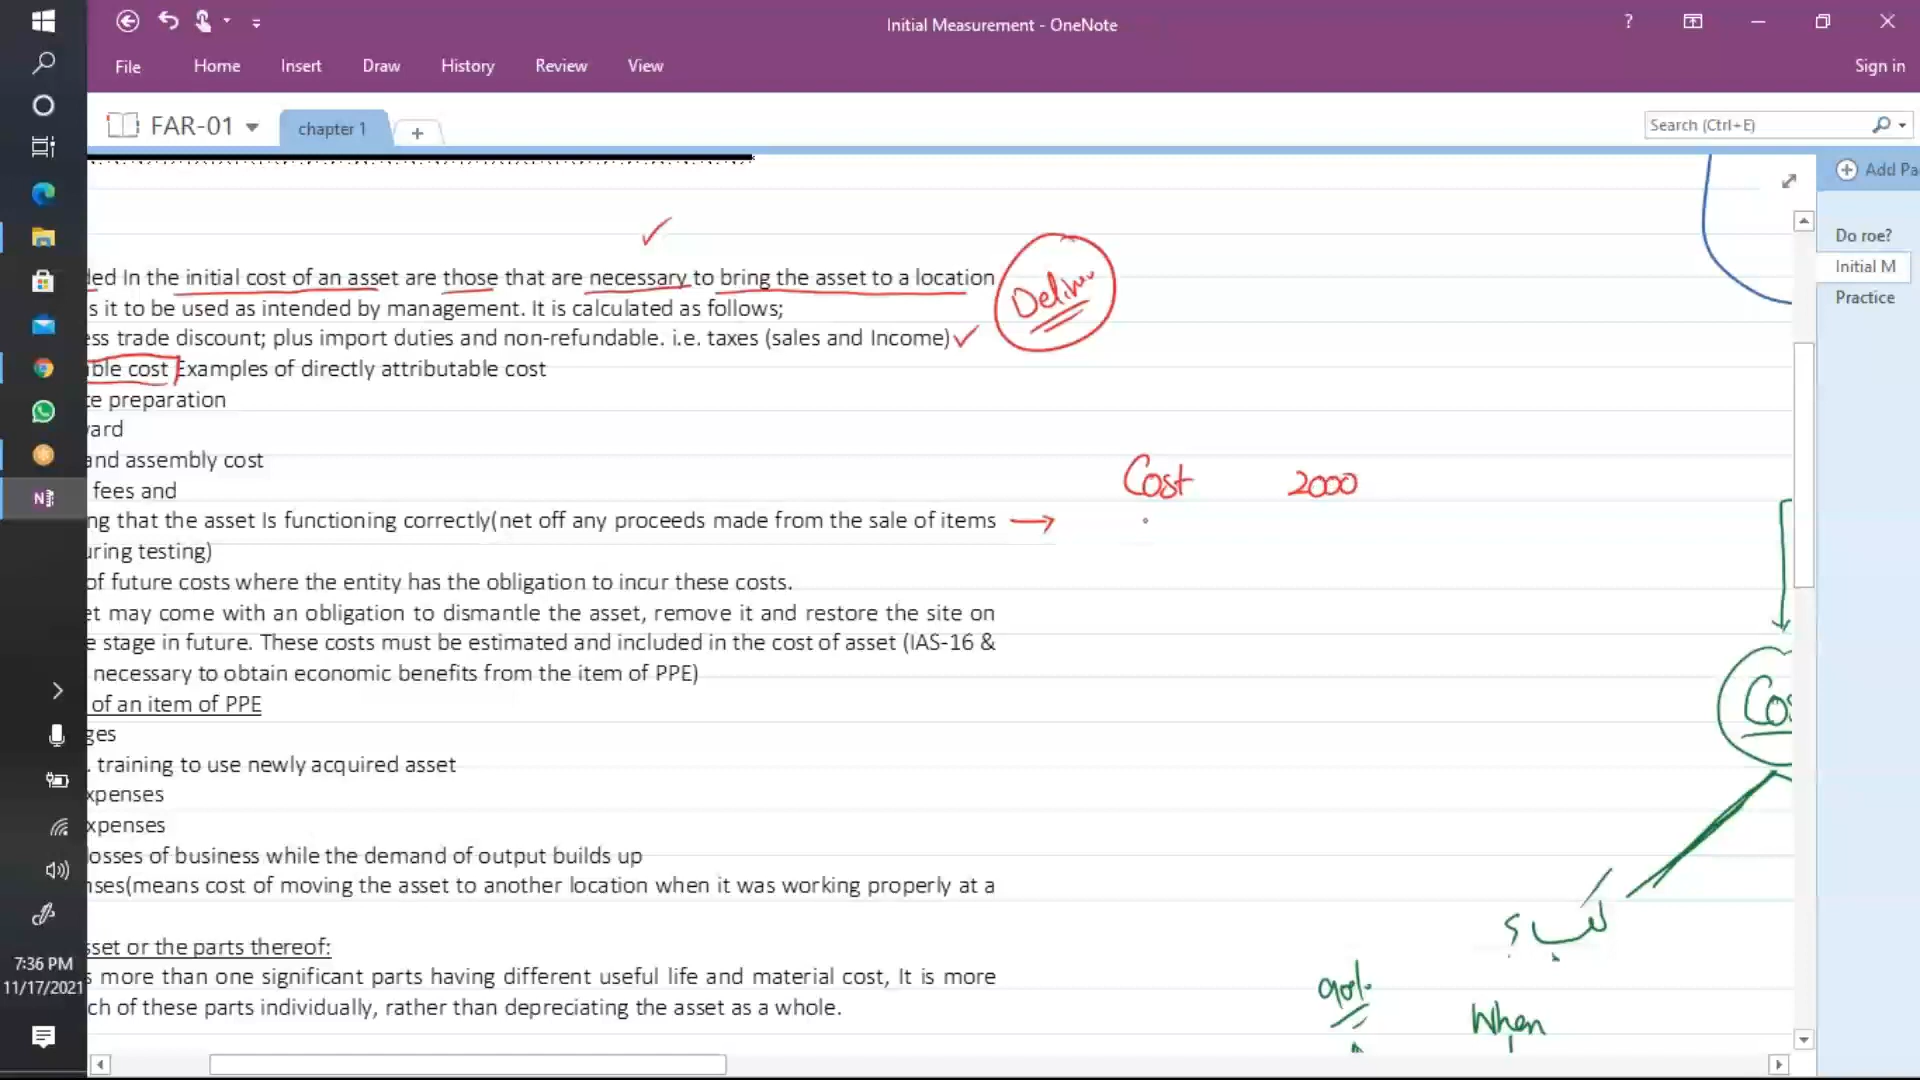 Initial Measurement - OneNote
?
File Home Insert Draw History Review View
Sign in
FAR-01 chapter 1 +
Search (Ctrl+E)
Add Pa
Do roe?
Initial M
Practice
ded In the initial cost of an asset are those that are necessary to bring the asset to a location
s it to be used as intended by management. It is calculated as follows;
ess trade discount; plus import duties and non-refundable. i.e. taxes (sales and Income)
able cost Examples of directly attributable cost
te preparation
vard
and assembly cost
fees and
Cost 2000
ng that the asset Is functioning correctly(net off any proceeds made from the sale of items
uring testing)
of future costs where the entity has the obligation to incur these costs.
et may come with an obligation to dismantle the asset, remove it and restore the site on
e stage in future. These costs must be estimated and included in the cost of asset (IAS-16 &
necessary to obtain economic benefits from the item of PPE)
of an item of PPE
Cos
ges
. training to use newly acquired asset
xpenses
xpenses
losses of business while the demand of output builds up
nses(means cost of moving the asset to another location when it was working properly at a
کب؟
sset or the parts thereof:
s more than one significant parts having different useful life and material cost, It is more
ch of these parts individually, rather than depreciating the asset as a whole.
When
7:36 PM
11/17/2021